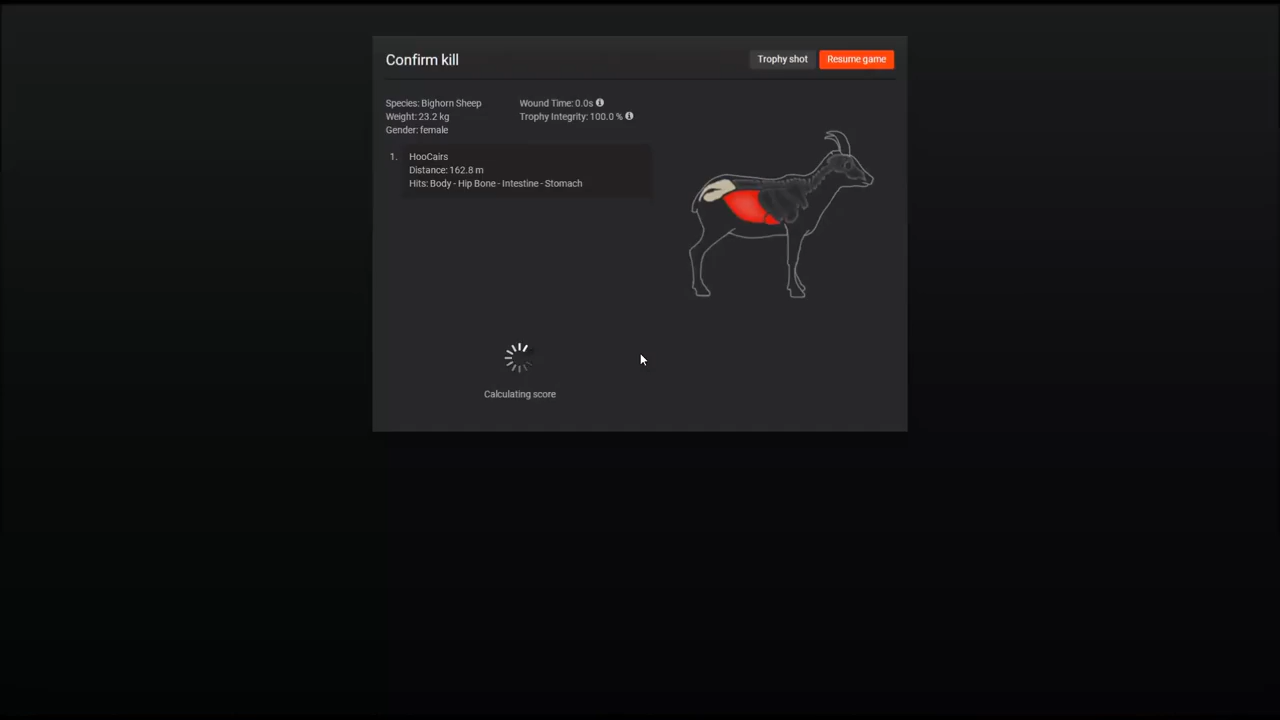 Confirm kill
Trophy shot
Resume game
Species: Bighorn Sheep
Weight: 23.2 kg
Gender: female
Wound Time: 0.0s
Trophy Integrity: 100.0 %
1.
HooCairs
Distance: 162.8 m
Hits: Body - Hip Bone - Intestine - Stomach
Calculating score